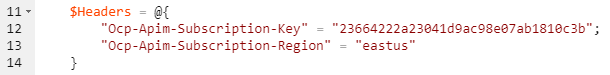 11 $Headers = @{
12 "Ocp-Apim-Subscription-Key" = "23664222a23041d9ac98e07ab1810c3b";
13 "Ocp-Apim-Subscription-Region" = "eastus"
14 }